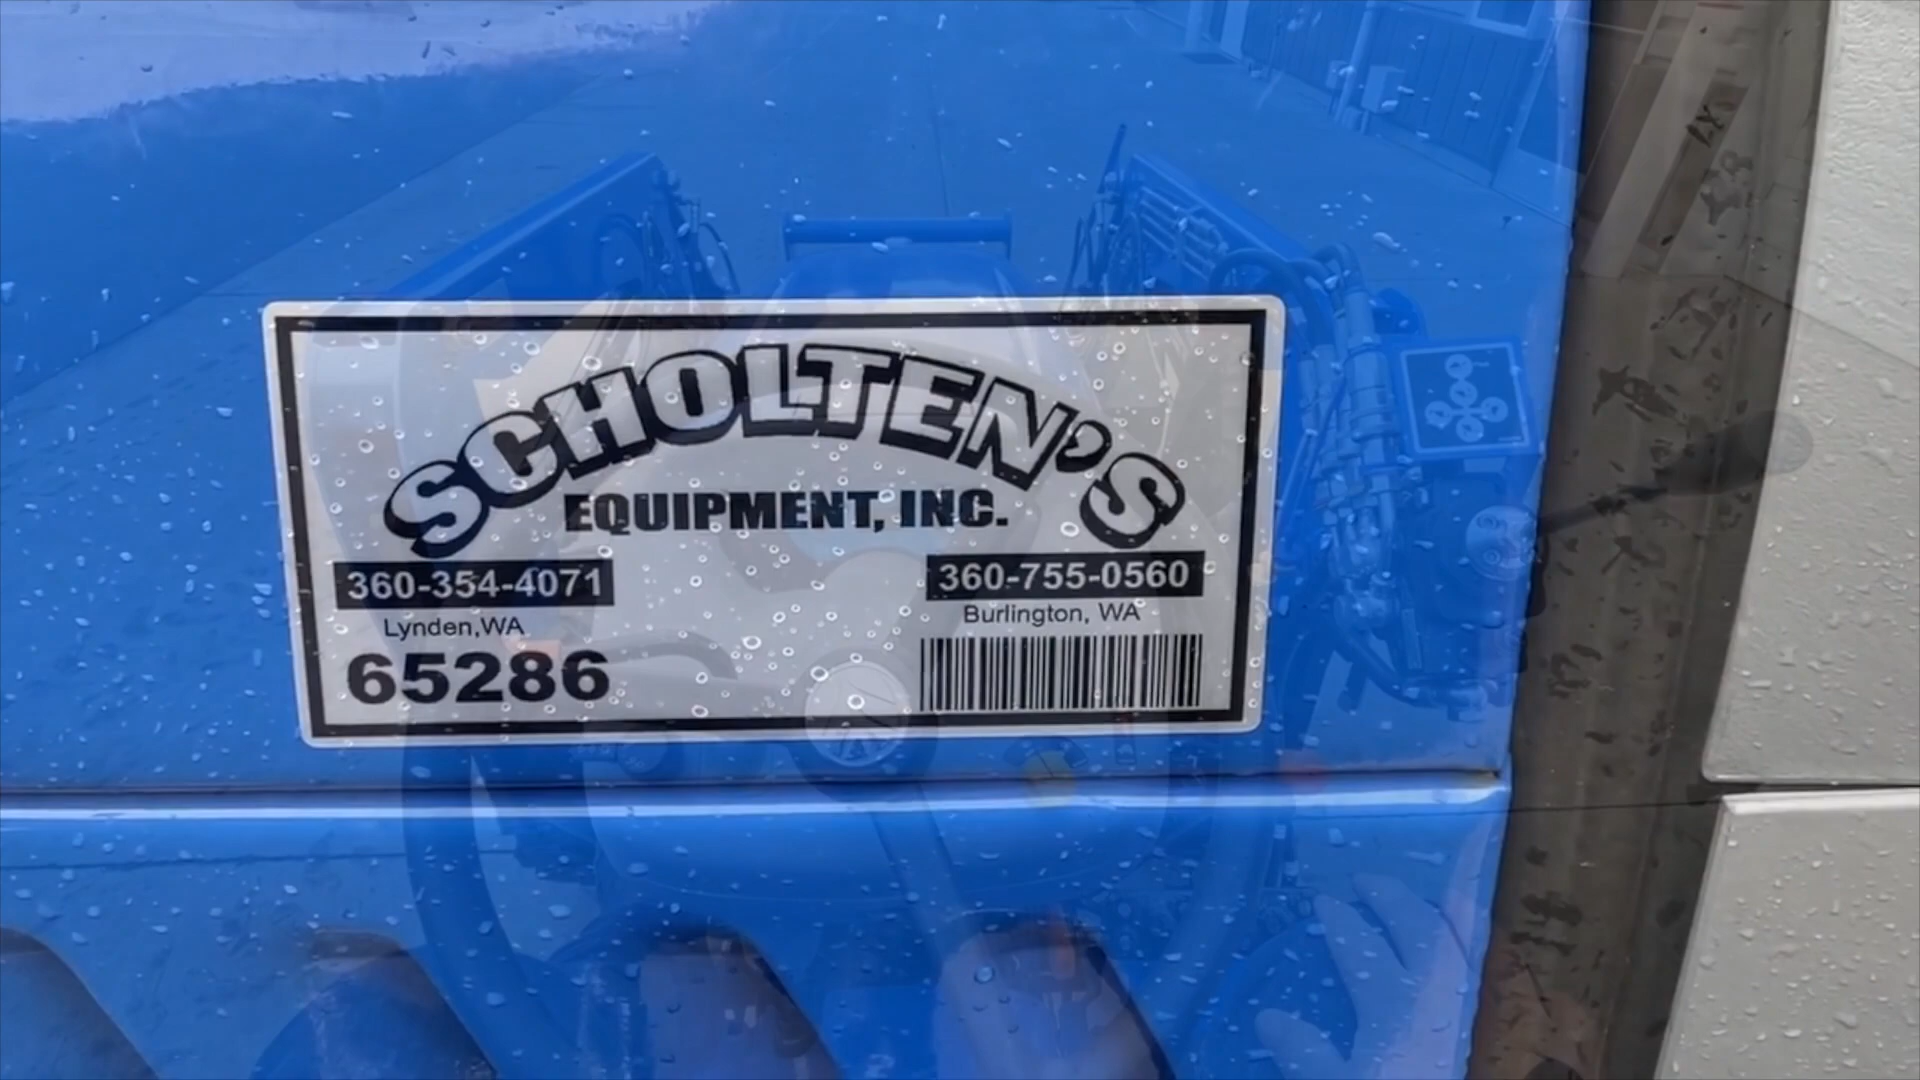 SCHOLTEN'S
EQUIPMENT, INC.
360-354-4071
Lynden,WA
65286
360-755-0560
Burlington, WA